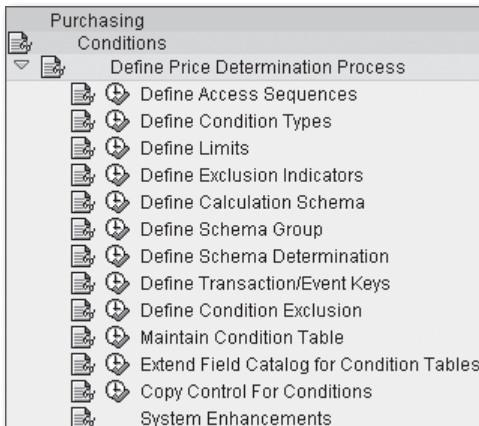 Purchasing
Conditions
Define Price Determination Process
Define Access Sequences
Define Condition Types
Define Limits
Define Exclusion Indicators
Define Calculation Schema
Define Schema Group
Define Schema Determination
Define Transaction/Event Keys
Define Condition Exclusion
Maintain Condition Table
Extend Field Catalog for Condition Tables
Copy Control For Conditions
System Enhancements